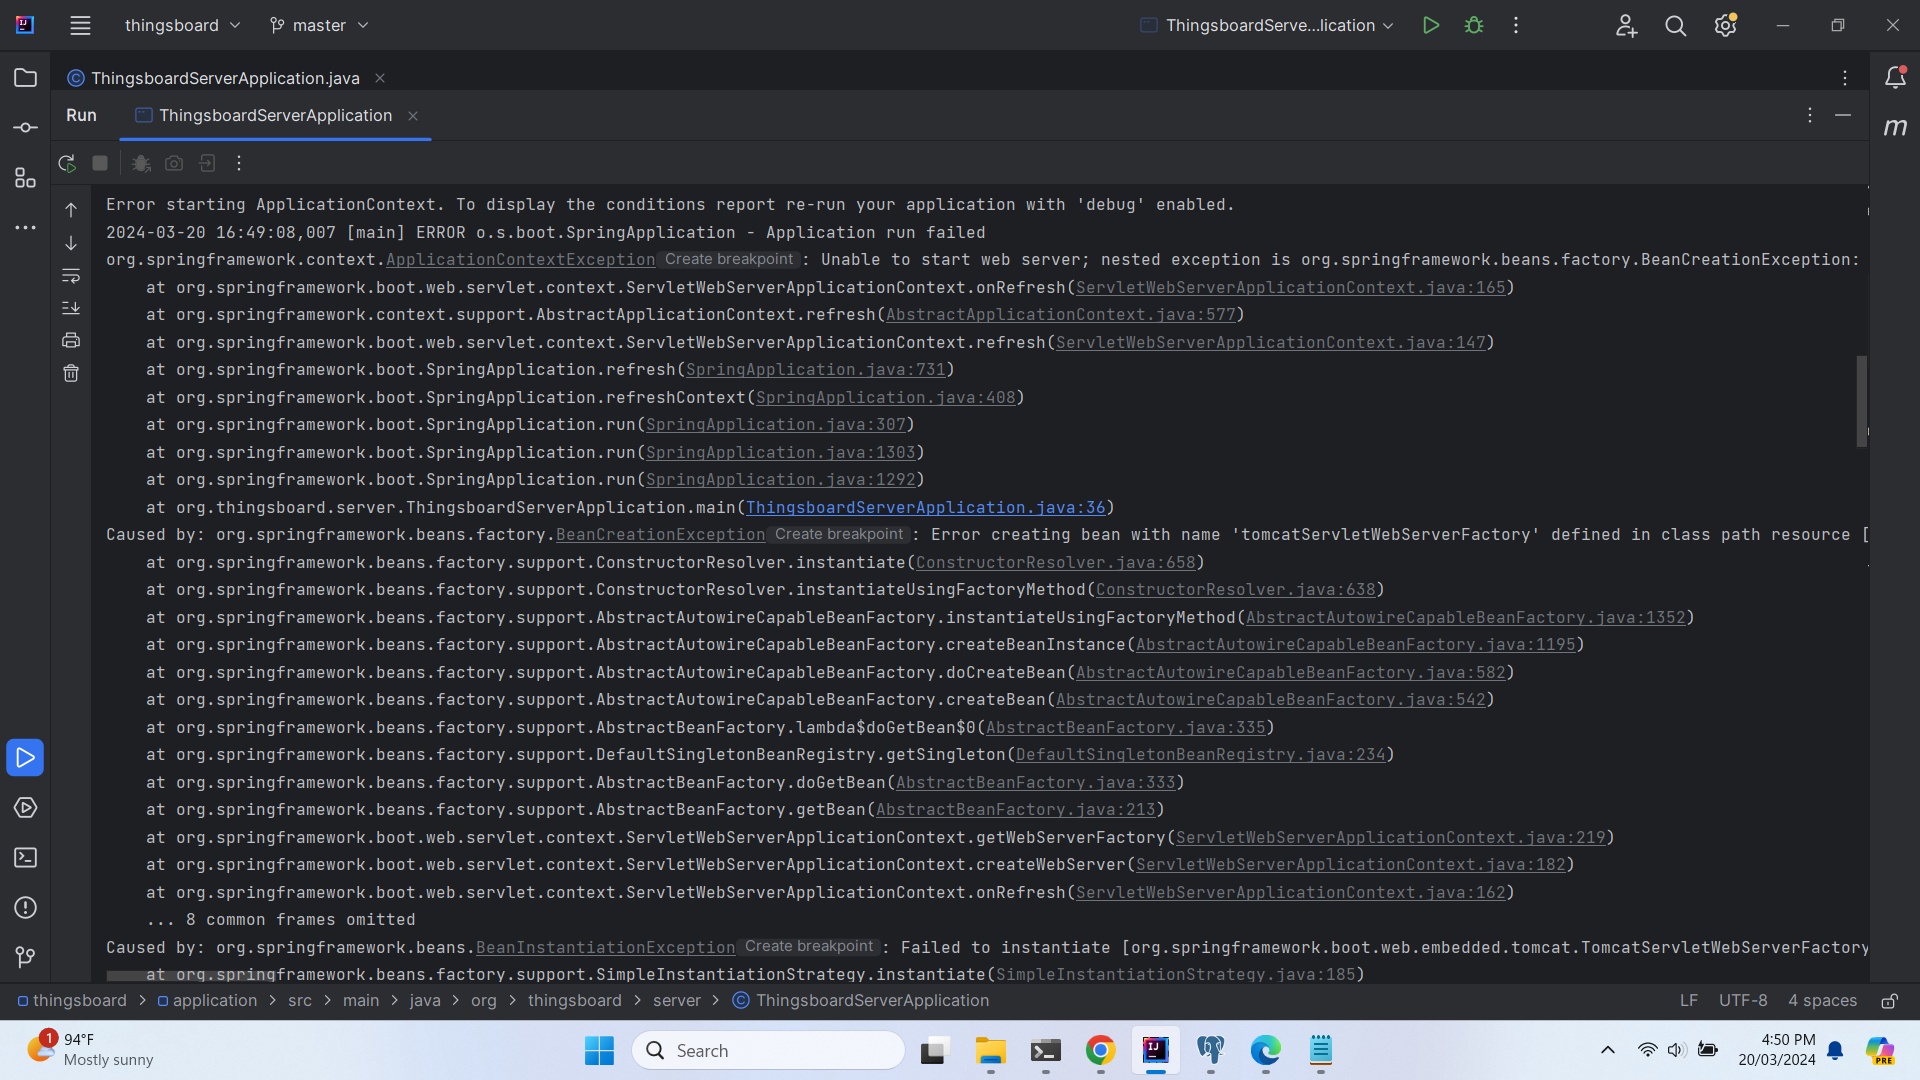 thingsboard
master
ThingsboardServe...lication
ThingsboardServerApplication.java
Run
ThingsboardServerApplication
m
Error starting ApplicationContext. To display the conditions report re-run your application with 'debug' enabled.
2024-03-20 16:49:08,007 [main] ERROR o.s.boot.SpringApplication - Application run failed
org.springframework.context.ApplicationContextException Create breakpoint : Unable to start web server; nested exception is org.springframework.beans.factory.BeanCreationException:
at org.springframework.boot.web.servlet.context.ServletWebServerApplicationContext.onRefresh(ServletWebServerApplicationContext.java:165)
at org.springframework.context.support.AbstractApplicationContext.refresh(AbstractApplicationContext.java:577)
at org.springframework.boot.web.servlet.context.ServletWebServerApplicationContext.refresh(ServletWebServerApplicationContext.java:147)
at org.springframework.boot.SpringApplication.refresh(SpringApplication.java:731)
at org.springframework.boot.SpringApplication.refreshContext(SpringApplication.java:408)
at org.springframework.boot.SpringApplication.run(SpringApplication.java:307)
at org.springframework.boot.SpringApplication.run(SpringApplication.java:1303)
at org.springframework.boot.SpringApplication.run(SpringApplication.java:1292)
at org.thingsboard.server.ThingsboardServerApplication.main(ThingsboardServerApplication.java:36)
Caused by: org.springframework.beans.factory.BeanCreationException Create breakpoint : Error creating bean with name 'tomcatServletWebServerFactory' defined in class path resource [
at org.springframework.beans.factory.support.ConstructorResolver.instantiate(ConstructorResolver.java:658)
at org.springframework.beans.factory.support.ConstructorResolver.instantiateUsingFactoryMethod(ConstructorResolver.java:638)
at org.springframework.beans.factory.support.AbstractAutowireCapableBeanFactory.instantiateUsingFactoryMethod(AbstractAutowireCapableBeanFactory.java:1352)
at org.springframework.beans.factory.support.AbstractAutowireCapableBeanFactory.createBeanInstance(AbstractAutowireCapableBeanFactory.java:1195)
at org.springframework.beans.factory.support.AbstractAutowireCapableBeanFactory.doCreateBean(AbstractAutowireCapableBeanFactory.java:582)
at org.springframework.beans.factory.support.AbstractAutowireCapableBeanFactory.createBean(AbstractAutowireCapableBeanFactory.java:542)
at org.springframework.beans.factory.support.AbstractBeanFactory.lambda$doGetBean$0(AbstractBeanFactory.java:335)
at org.springframework.beans.factory.support.DefaultSingletonBeanRegistry.getSingleton(DefaultSingletonBeanRegistry.java:234)
at org.springframework.beans.factory.support.AbstractBeanFactory.doGetBean(AbstractBeanFactory.java:333)
at org.springframework.beans.factory.support.AbstractBeanFactory.getBean(AbstractBeanFactory.java:213)
at org.springframework.boot.web.servlet.context.ServletWebServerApplicationContext.getWebServerFactory(ServletWebServerApplicationContext.java:219)
at org.springframework.boot.web.servlet.context.ServletWebServerApplicationContext.createWebServer(ServletWebServerApplicationContext.java:182)
at org.springframework.boot.web.servlet.context.ServletWebServerApplicationContext.onRefresh(ServletWebServerApplicationContext.java:162)
... 8 common frames omitted
Caused by: org.springframework.beans.BeanInstantiationException Create breakpoint : Failed to instantiate [org.springframework.boot.web.embedded.tomcat.TomcatServletWebServerFactory
at org.springframework.beans.factory.support.SimpleInstantiationStrategy.instantiate(SimpleInstantiationStrategy.java:185)
thingsboard > application > src > main > java > org > thingsboard > server > ThingsboardServerApplication
LF UTF-8 4 spaces
1
94°F
Mostly sunny
Search
PRE
4:50 PM
20/03/2024